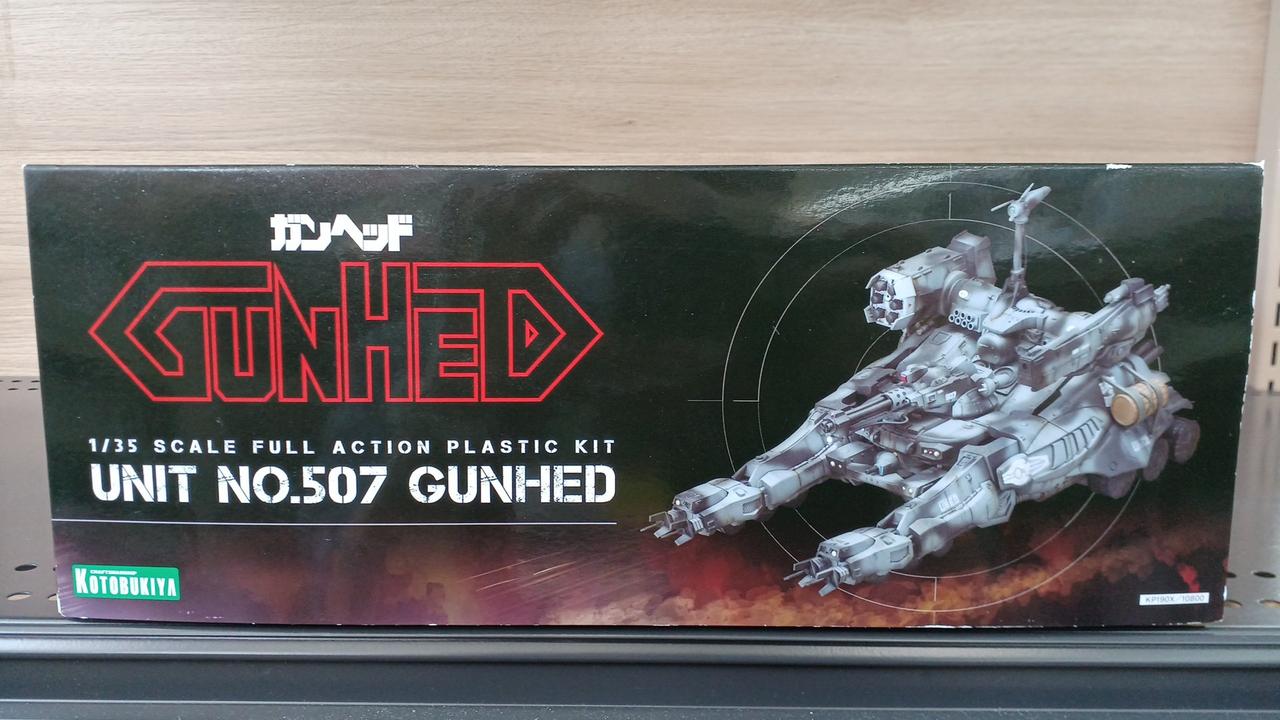 ガンヘッド
GUNHED
1/35 SCALE FULL ACTION PLASTIC KIT
UNIT NO.507 GUNHED
CRAFTSMANSHIP
KOTOBUKIYA
KP190X/10800